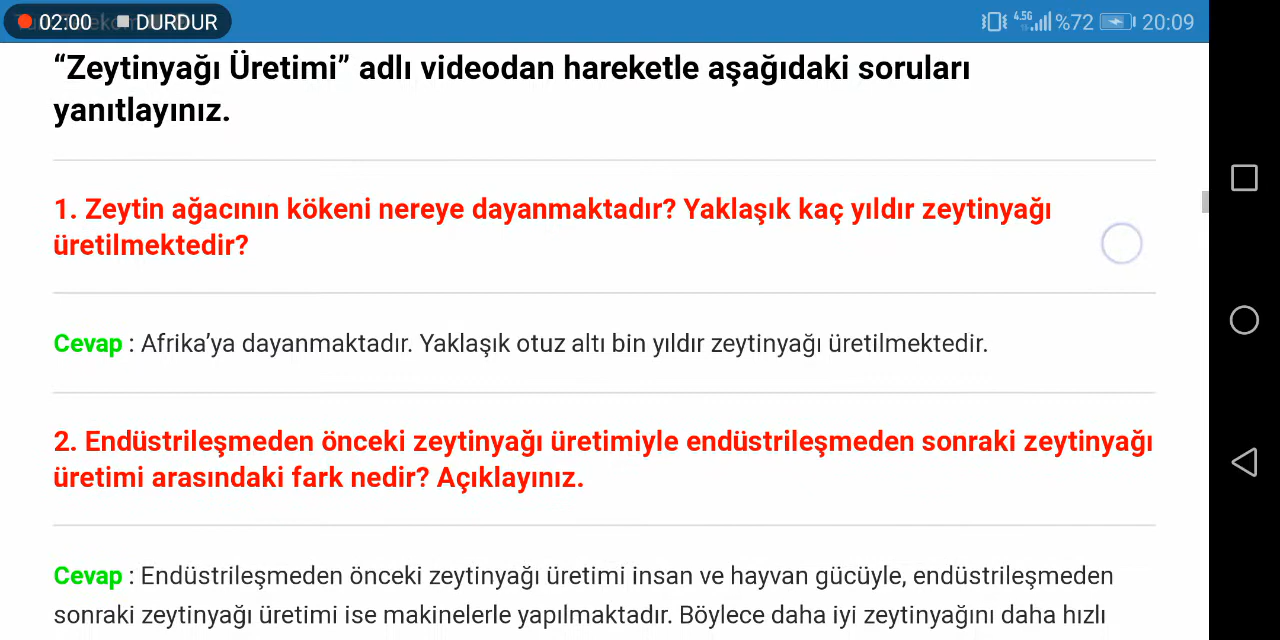 02:00 DURDUR
4.5G %72 20:09
“Zeytinyağı Üretimi” adlı videodan hareketle aşağıdaki soruları
yanıtlayınız.
1. Zeytin ağacının kökeni nereye dayanmaktadır? Yaklaşık kaç yıldır zeytinyağı
üretilmektedir?
Cevap : Afrika’ya dayanmaktadır. Yaklaşık otuz altı bin yıldır zeytinyağı üretilmektedir.
2. Endüstrileşmeden önceki zeytinyağı üretimiyle endüstrileşmeden sonraki zeytinyağı
üretimi arasındaki fark nedir? Açıklayınız.
Cevap : Endüstrileşmeden önceki zeytinyağı üretimi insan ve hayvan gücüyle, endüstrileşmeden
sonraki zeytinyağı üretimi ise makinelerle yapılmaktadır. Böylece daha iyi zeytinyağını daha hızlı